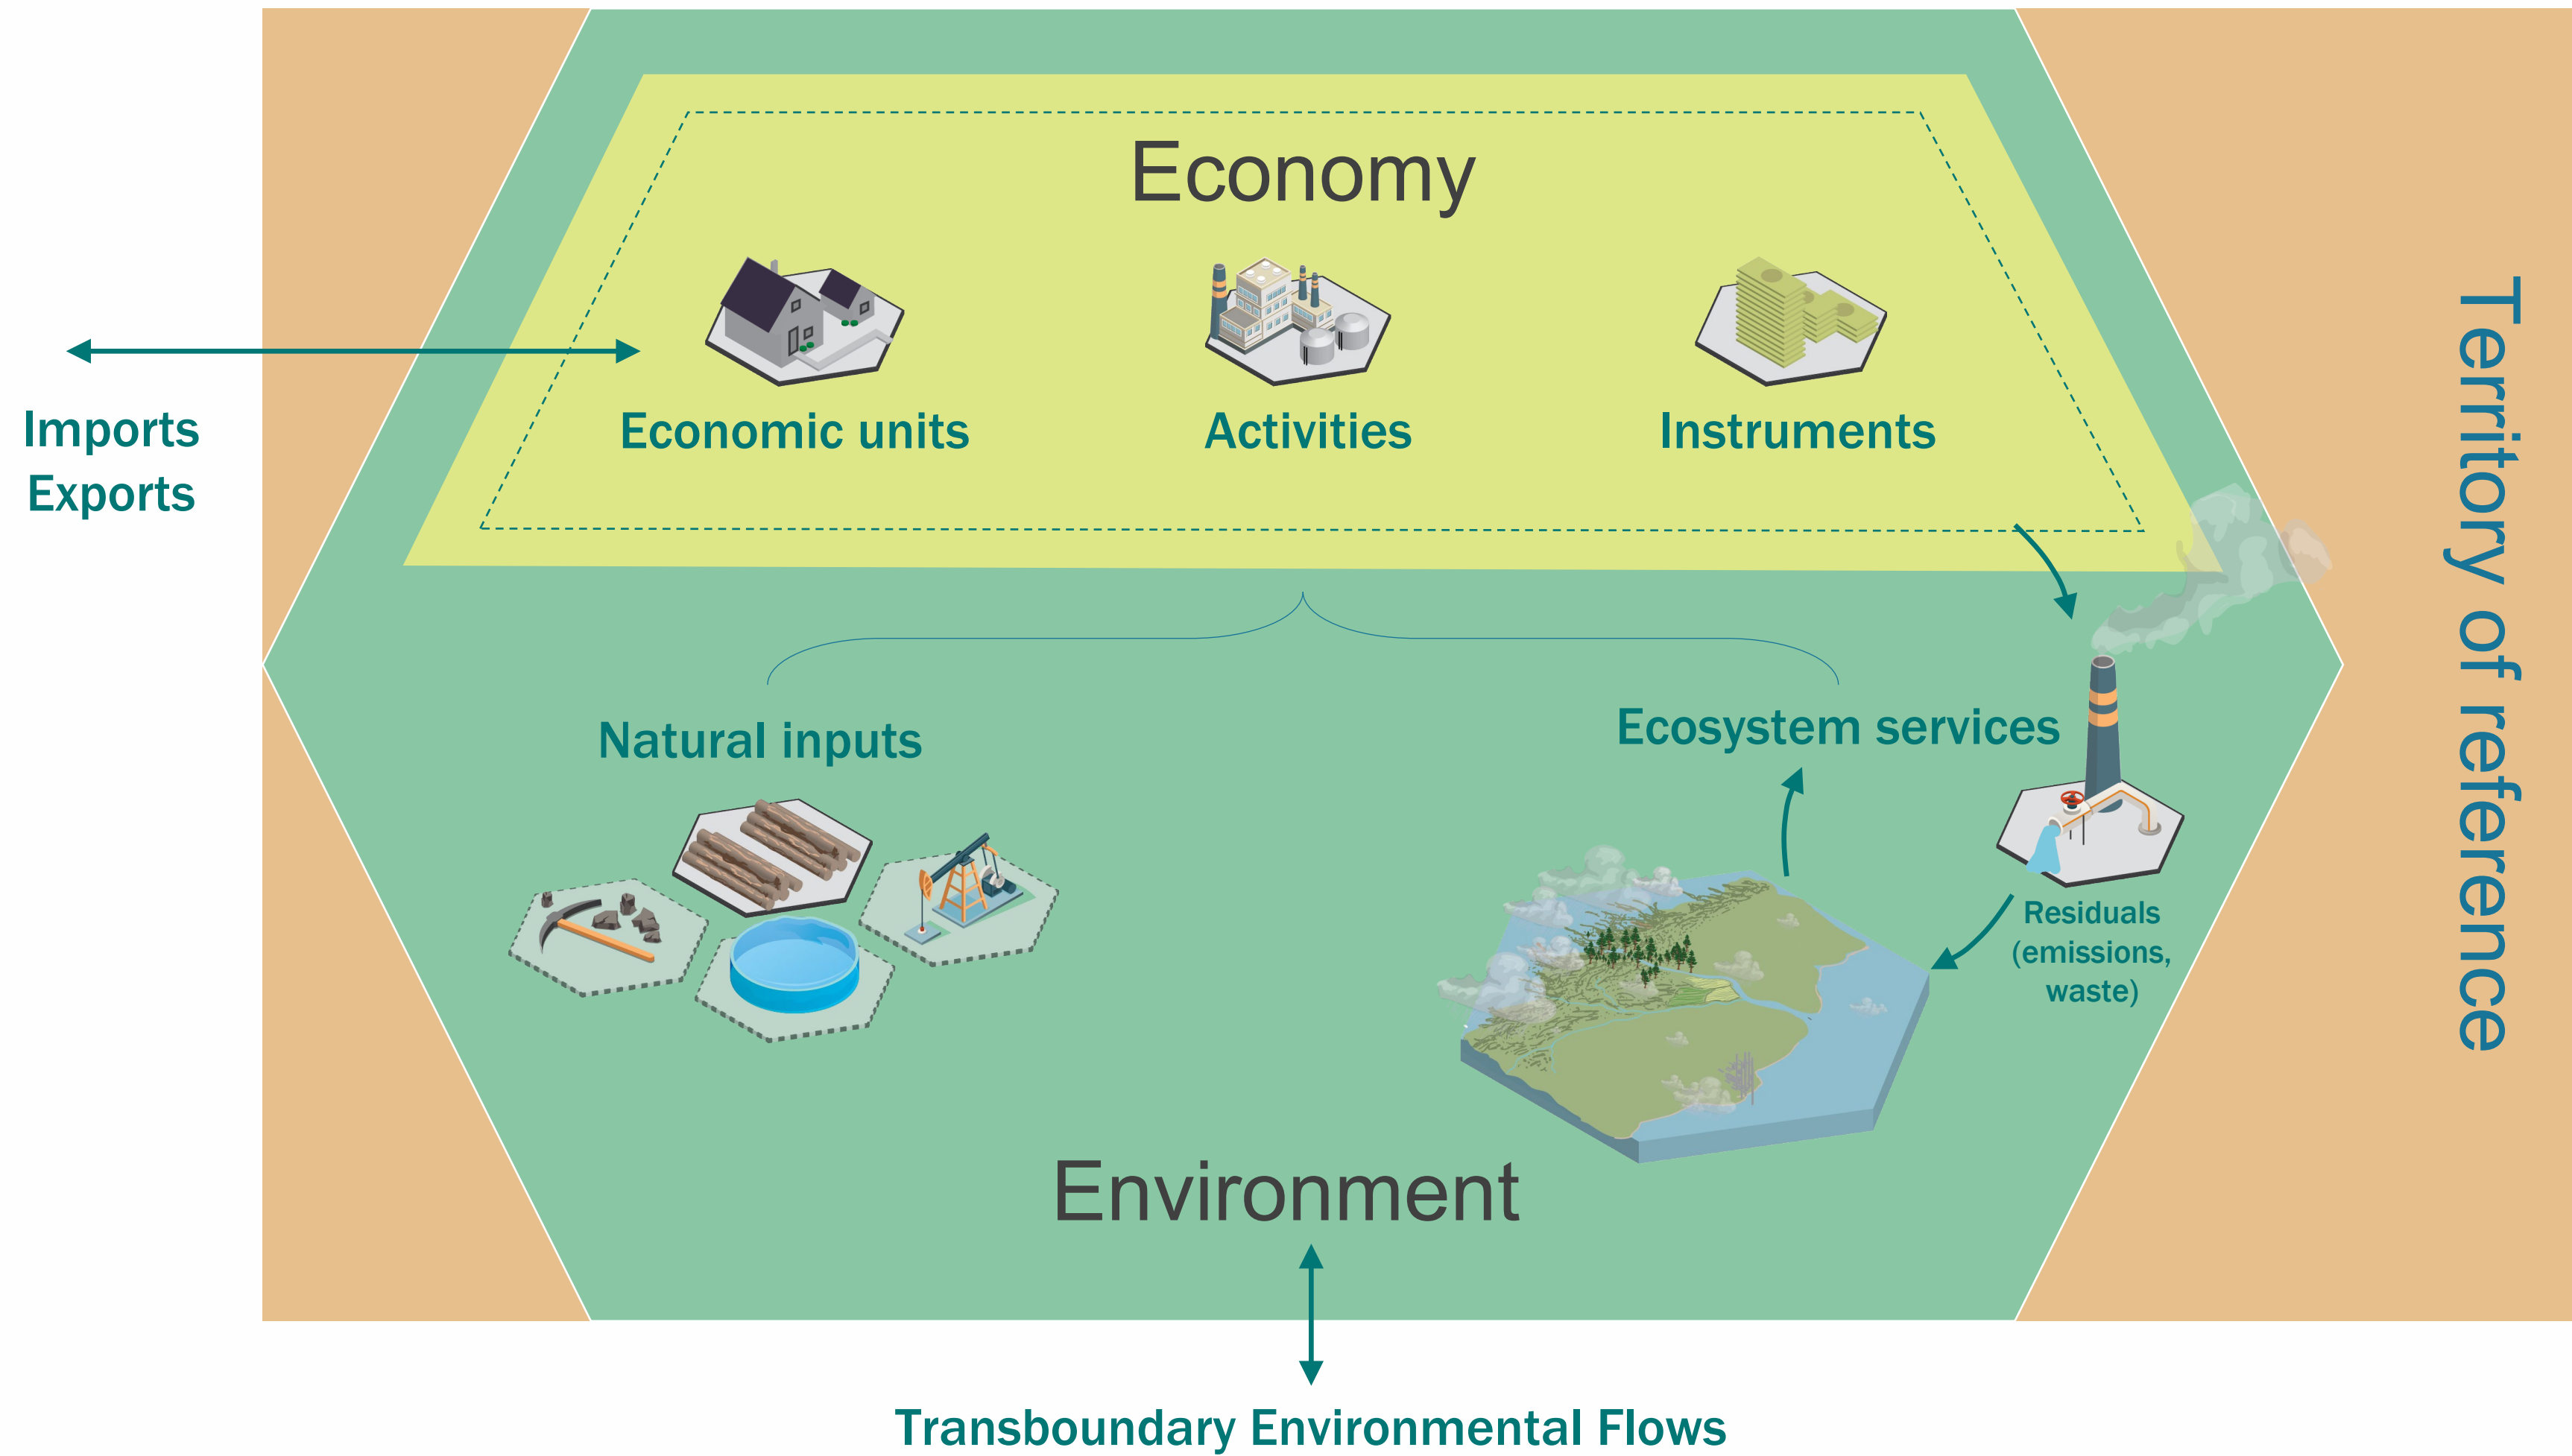 Economy
Economic units
Activities
Instruments
Imports
Exports
Territory of reference
Natural inputs
Ecosystem services
Residuals
(emissions,
waste)
Environment
Transboundary Environmental Flows